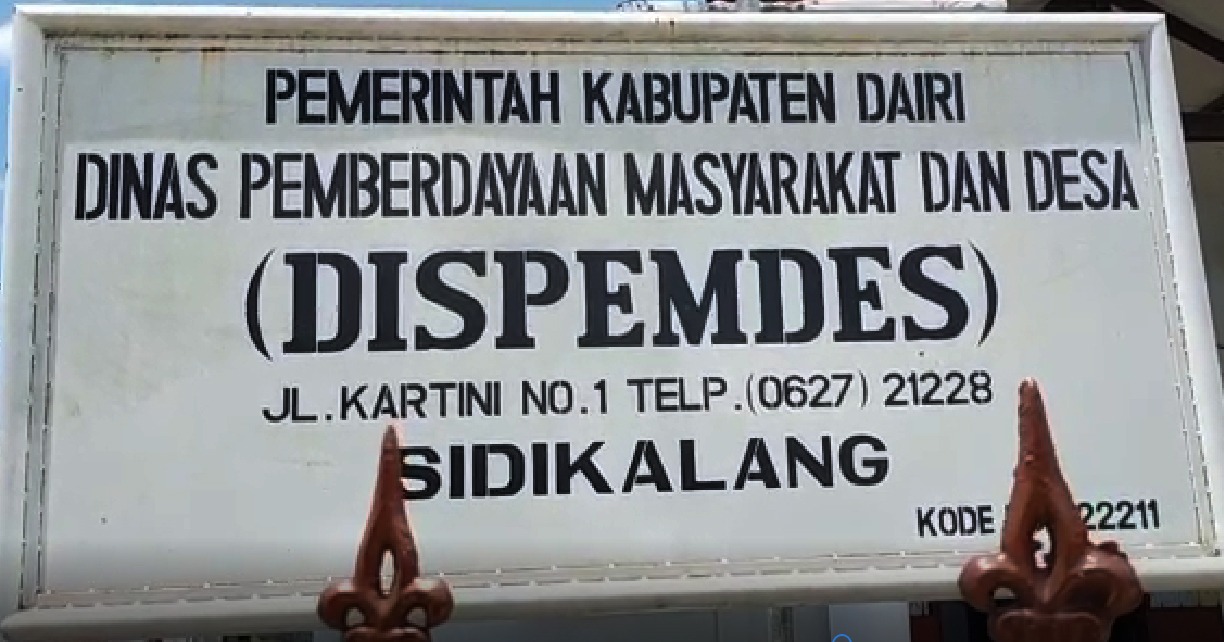 PEMERINTAH KABUPATEN DAIRI
DINAS PEMBERDAYAAN MASYARAKAT DAN DESA
(DISPEMDES)
JL.KARTINI NO.1 TELP.(0627) 21228
SIDIKALANG
KODE 22211